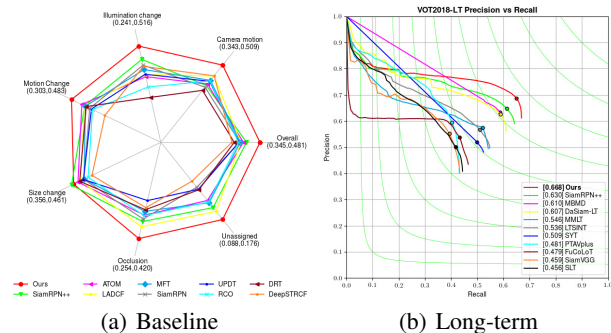 Illumination change
(0.241,0.516)
Camera motion
(0.343,0.509)
Motion Change
(0.303,0.483)
Overall
(0.345,0.481)
Size change
(0.356,0.461)
Unassigned
(0.088,0.176)
Occlusion
(0.254,0.420)
Ours ATOM MFT UPDT DRT
SiamRPN++ LADCF SiamRPN RCO DeepSTRCF
(a) Baseline
VOT2018-LT Precision vs Recall
1.0
0.9
0.8
0.7
0.6
0.5
0.4
0.3
0.2
0.1
0.0
Precision
[0.668] Ours
[0.630] SiamRPN++
[0.610] MBMD
[0.607] DaSiam-LT
[0.546] MMLT
[0.536] LTSINT
[0.509] SYT
[0.481] PTAVplus
[0.479] FuCoLoT
[0.459] SiamVGG
[0.456] SLT
0.0 0.1 0.2 0.3 0.4 0.5 0.6 0.7 0.8 0.9 1.0
Recall
(b) Long-term